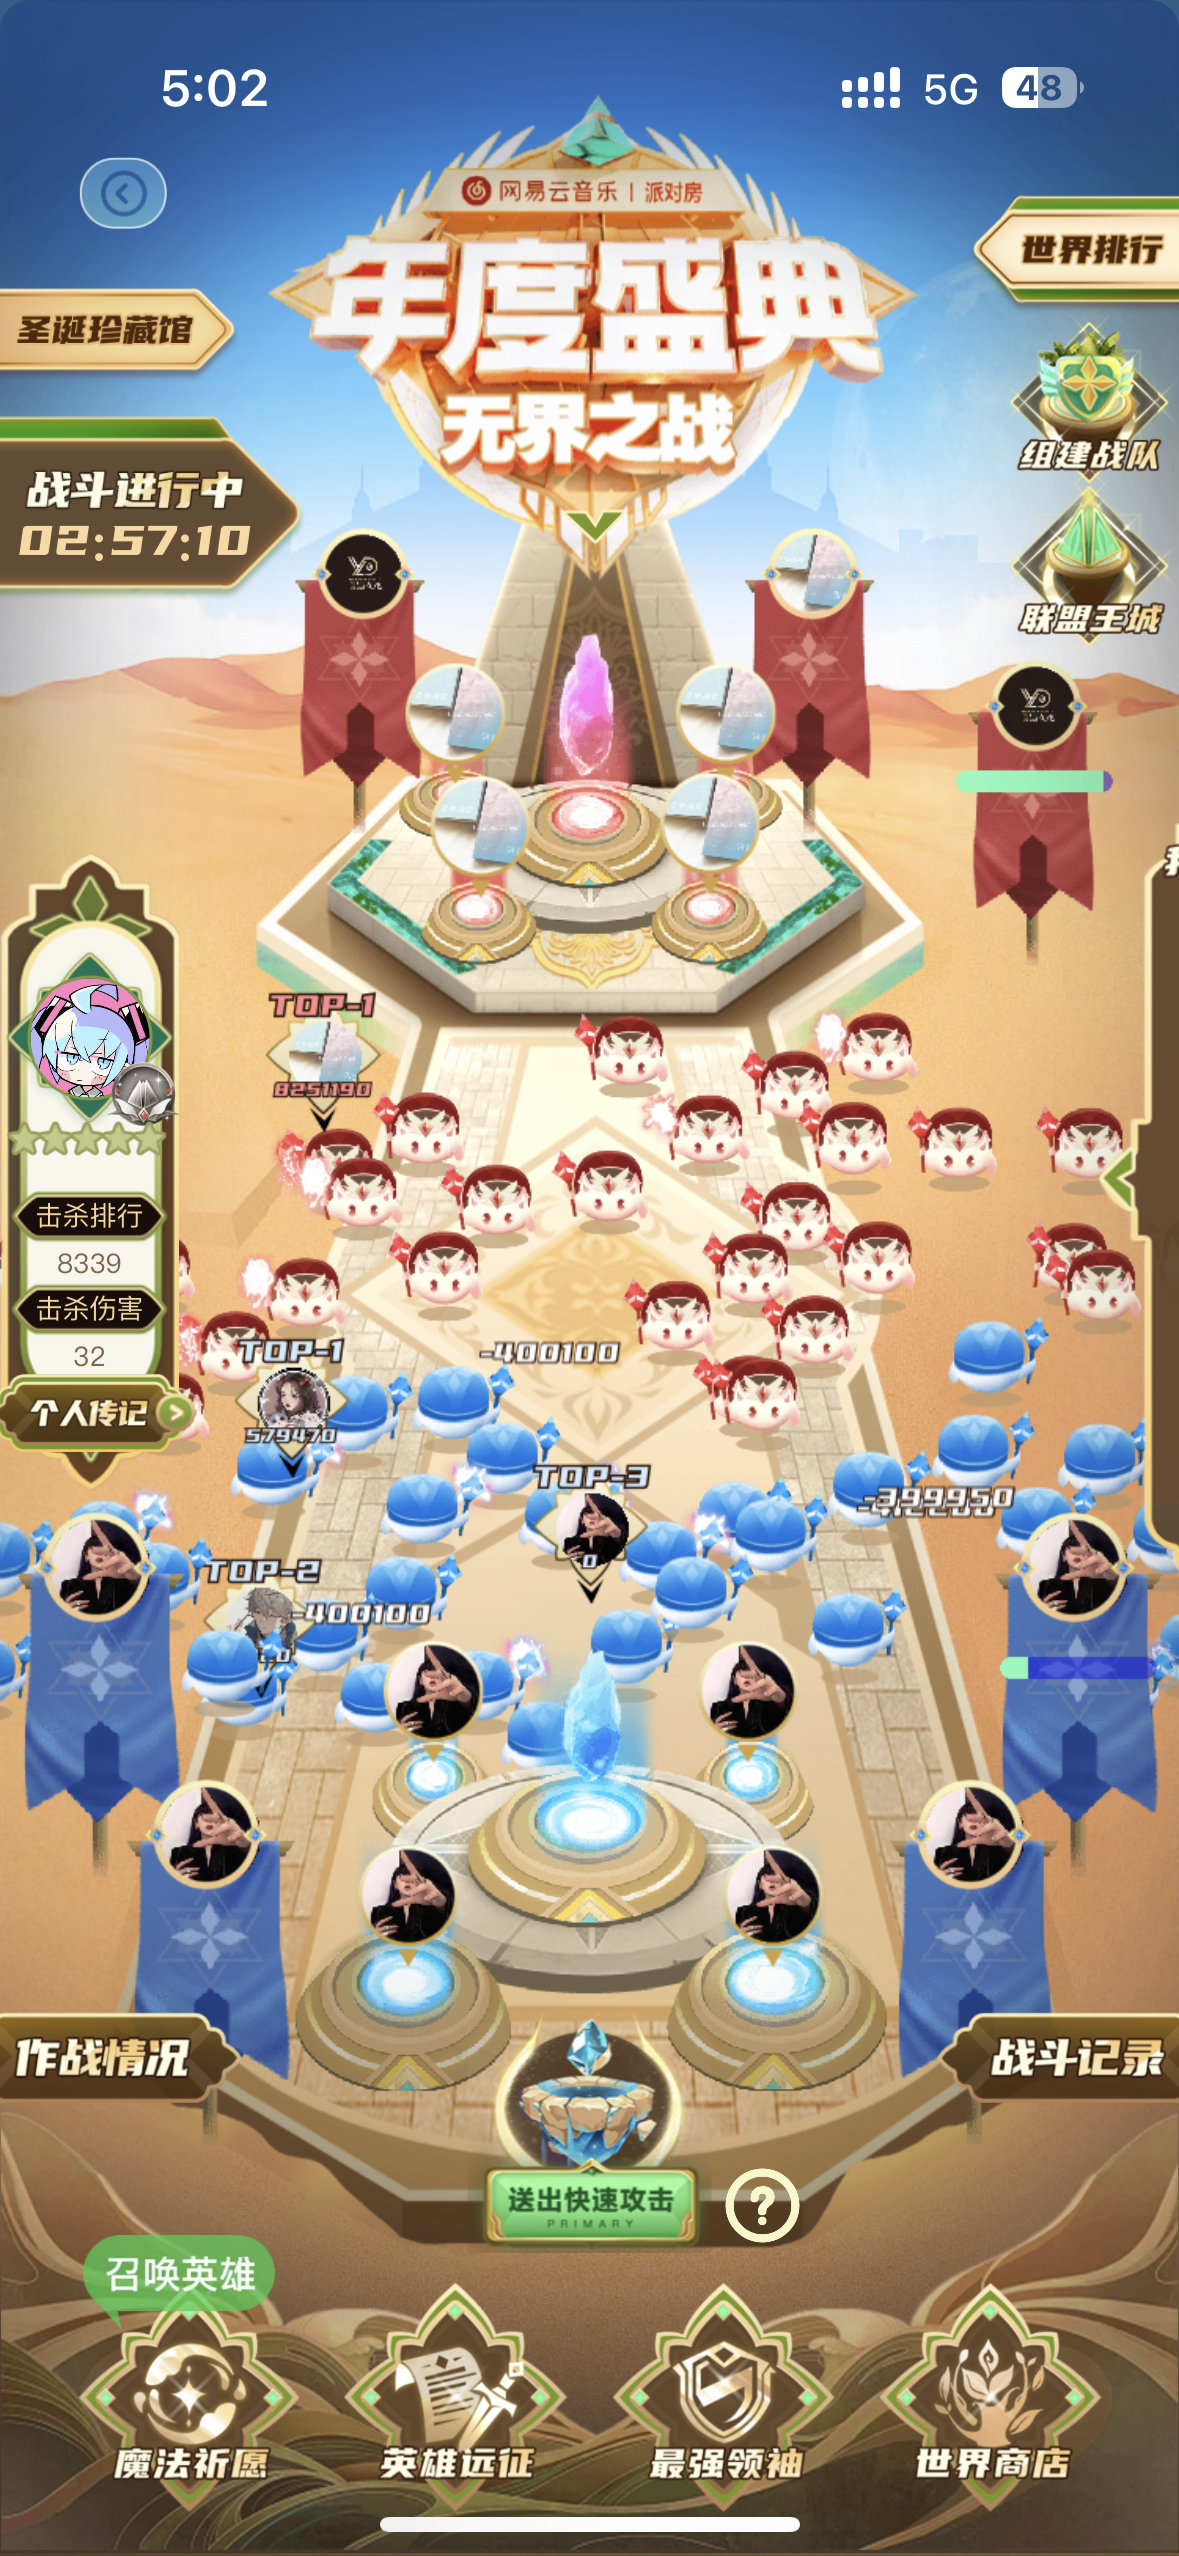 5:02
5G
48
网易云音乐 | 派对房
年度盛典
无界之战
世界排行
圣诞珍藏馆
组建战队
战斗进行中
02:57:10
联盟王城
TOP-1
8251190
击杀排行
8339
击杀伤害
32
个人传记
TOP-1
579470
-400100
TOP-3
0
-399950
TOP-2
-400100
作战情况
战斗记录
送出快速攻击
PRIMARY
?
召唤英雄
魔法祈愿
英雄远征
最强领袖
世界商店